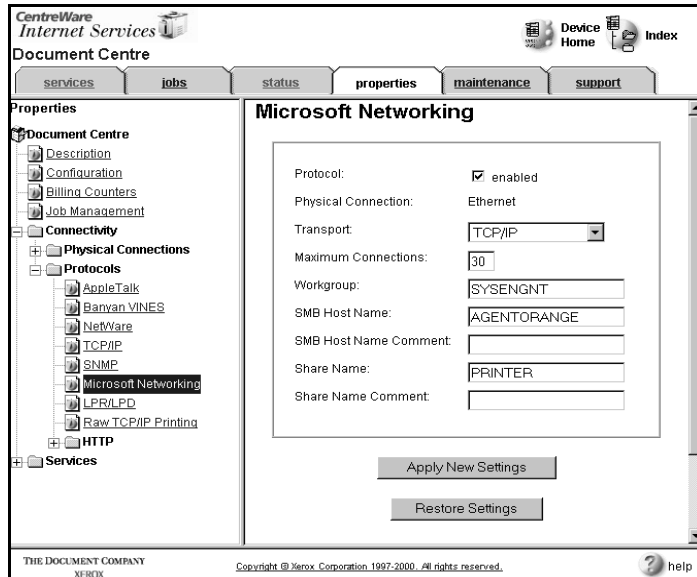 CentreWare
Internet Services
Document Centre
Device
Home
Index
services
jobs
status
properties
maintenance
support
Properties
Document Centre
Description
Configuration
Billing Counters
Job Management
Connectivity
Physical Connections
Protocols
AppleTalk
Banyan VINES
NetWare
TCP/IP
SNMP
Microsoft Networking
LPR/LPD
Raw TCP/IP Printing
HTTP
Services
Microsoft Networking
Protocol: enabled
Physical Connection: Ethernet
Transport: TCP/IP
Maximum Connections: 30
Workgroup: SYSENGNT
SMB Host Name: AGENTORANGE
SMB Host Name Comment:
Share Name: PRINTER
Share Name Comment:
Apply New Settings
Restore Settings
THE DOCUMENT COMPANY
XEROX
Copyright © Xerox Corporation 1997-2000. All rights reserved.
? help